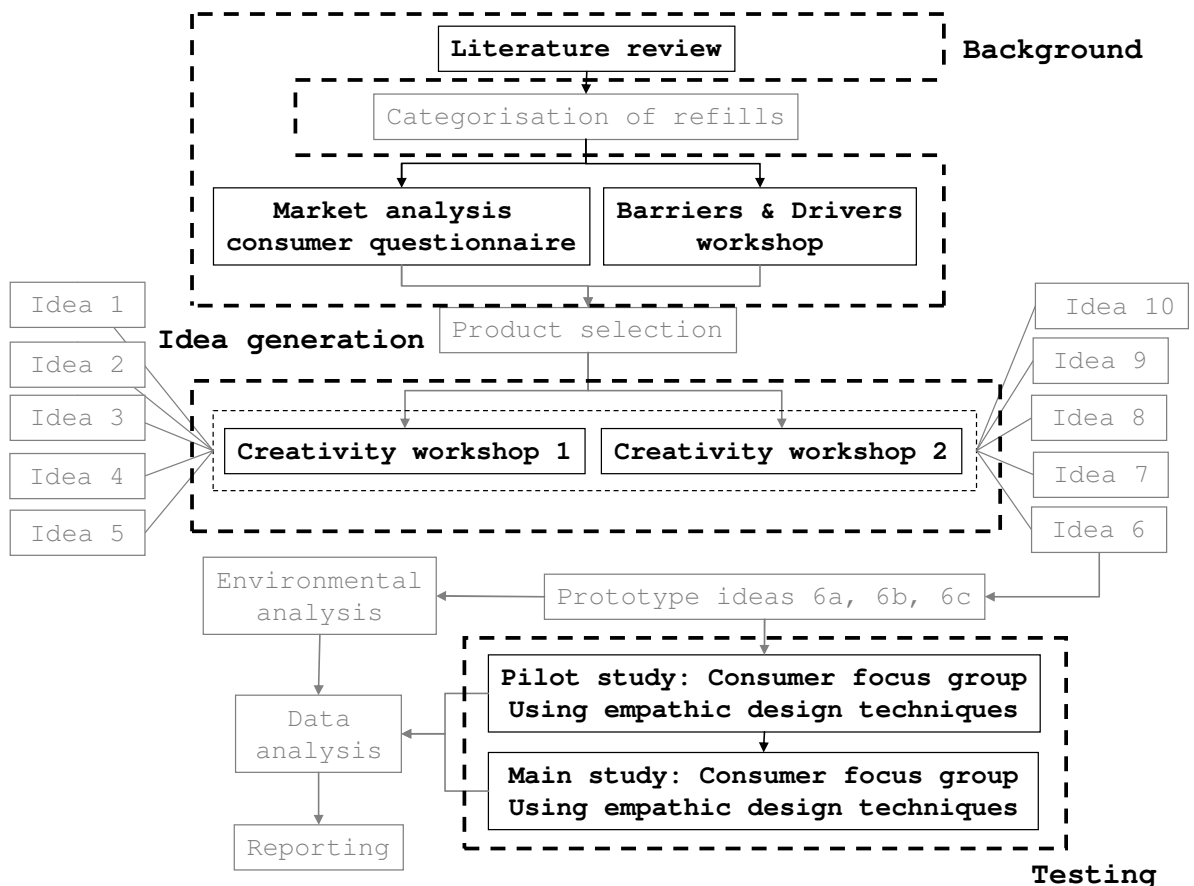 Literature review
Background
Categorisation of refills
Market analysis
consumer questionnaire
Barriers & Drivers
workshop
Idea 1
Idea 10
Product selection
Idea generation
Idea 2
Idea 9
Idea 3
Idea 8
Creativity workshop 1
Creativity workshop 2
Idea 4
Idea 7
Idea 5
Idea 6
Environmental
analysis
Prototype ideas 6a, 6b, 6c
Pilot study: Consumer focus group
Using empathic design techniques
Data
analysis
Main study: Consumer focus group
Using empathic design techniques
Reporting
Testing